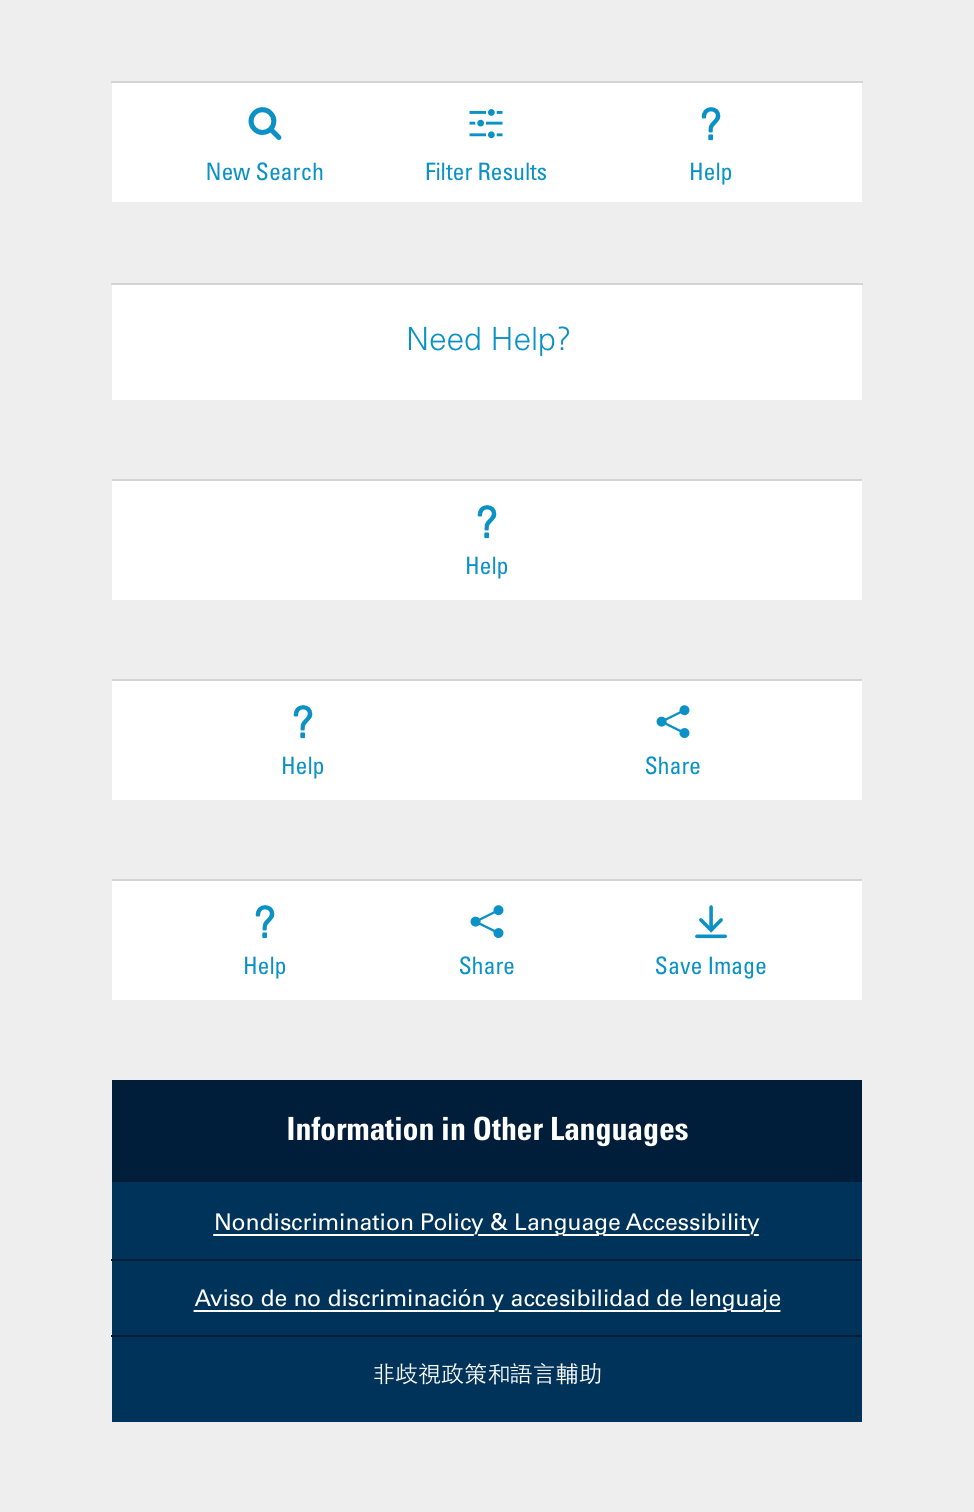 New Search Filter Results Help
Need Help?
Help
Help Share
Help Share Save Image
Information in Other Languages
Nondiscrimination Policy & Language Accessibility
Aviso de no discriminación y accesibilidad de lenguaje
非歧視政策和語言輔助